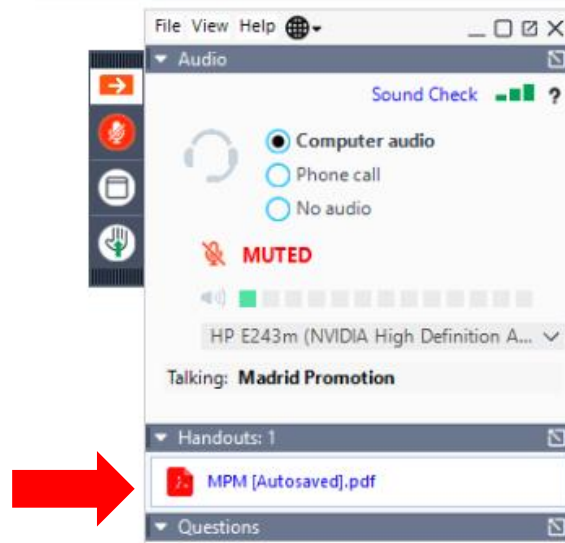 File View Help
Audio
Sound Check ?
Computer audio
Phone call
No audio
MUTED
HP E243m (NVIDIA High Definition A...
Talking: Madrid Promotion
Handouts: 1
MPM [Autosaved].pdf
Questions